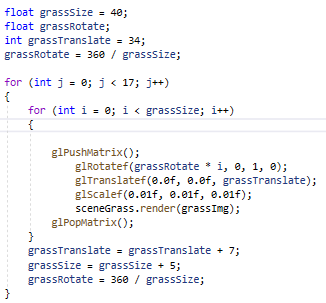 float grassSize = 40;
float grassRotate;
int grassTranslate = 34;
grassRotate = 360 / grassSize;
for (int j = 0; j < 17; j++)
{
for (int i = 0; i < grassSize; i++)
{
glPushMatrix();
glRotatef(grassRotate * i, 0, 1, 0);
glTranslatef(0.0f, 0.0f, grassTranslate);
glScalef(0.01f, 0.01f, 0.01f);
sceneGrass.render(grassImg);
glPopMatrix();
}
grassTranslate = grassTranslate + 7;
grassSize = grassSize + 5;
grassRotate = 360 / grassSize;
}